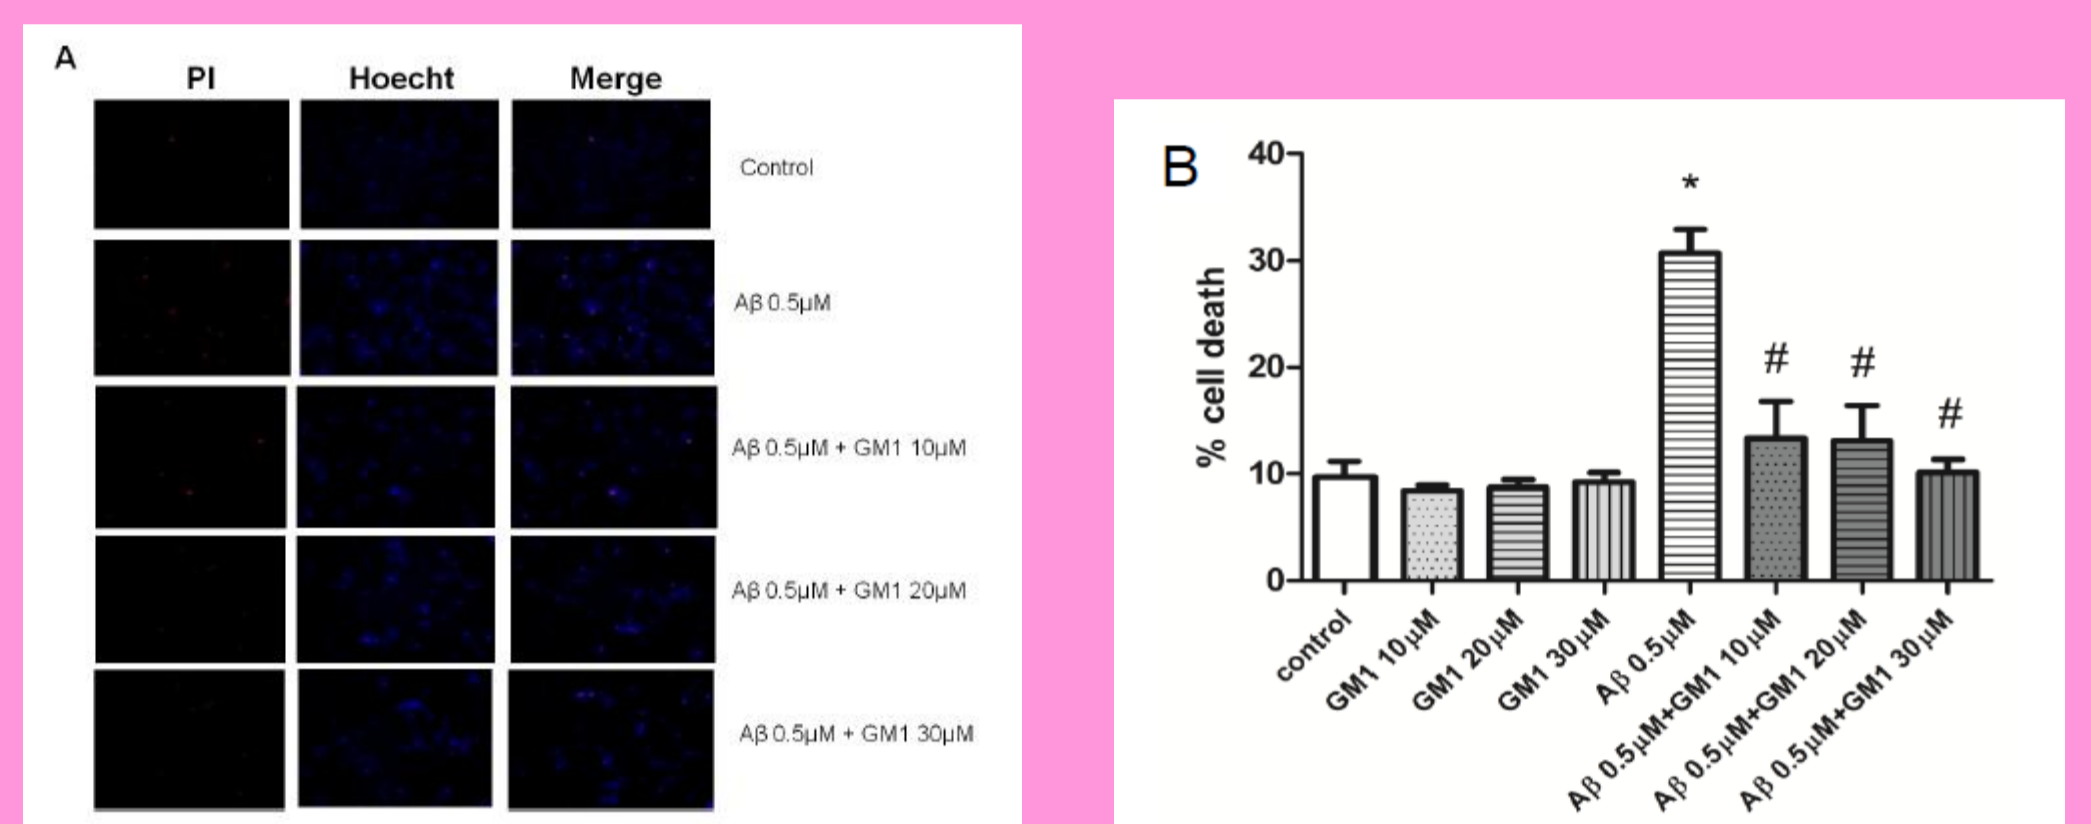 A
PI Hoecht Merge
Control
Aβ 0.5µM
Aβ 0.5µM + GM1 10µM
Aβ 0.5µM + GM1 20µM
Aβ 0.5µM + GM1 30µM
B
% cell death
40
30
20
10
0
*
#
#
#
control
GM1 10µM
GM1 20µM
GM1 30µM
Aβ 0.5µM
Aβ 0.5µM+GM1 10µM
Aβ 0.5µM+GM1 20µM
Aβ 0.5µM+GM1 30µM